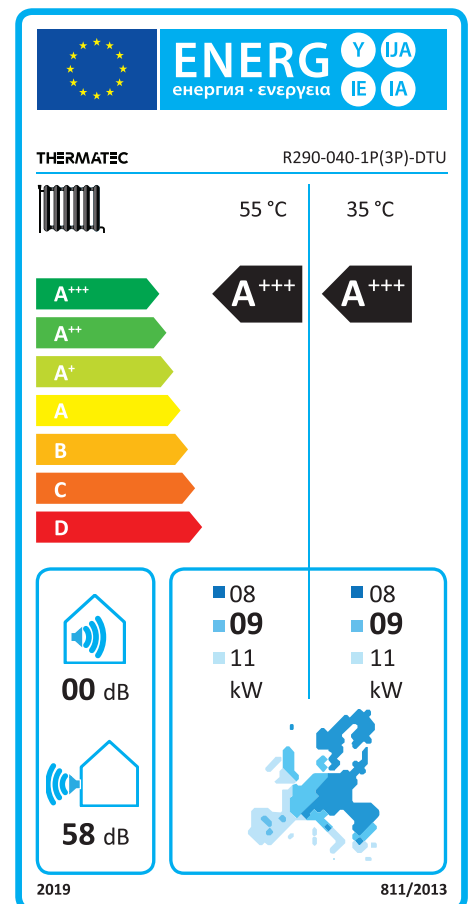 ENERG
енергия · ενεργεια
Y IJA
IE IA
THERMATEC
R290-040-1P(3P)-DTU
55 °C
35 °C
A+++
A+++
A+++
A++
A+
A
B
C
D
00 dB
58 dB
08
09
11
kW
08
09
11
kW
2019
811/2013